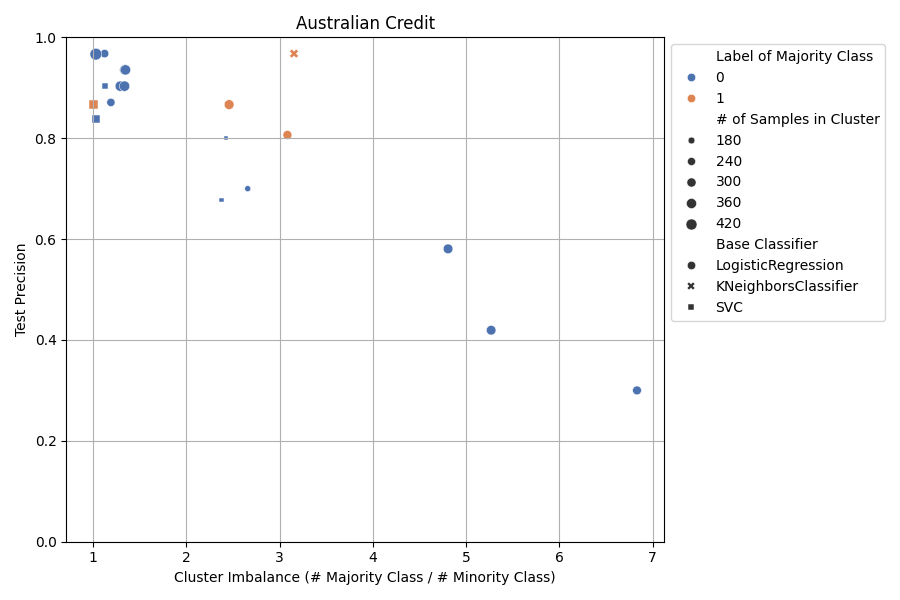 Australian Credit
Test Precision
1.0
0.8
0.6
0.4
0.2
0.0
1 2 3 4 5 6 7
Cluster Imbalance (# Majority Class / # Minority Class)
Label of Majority Class
0
1
# of Samples in Cluster
180
240
300
360
420
Base Classifier
LogisticRegression
KNeighborsClassifier
SVC